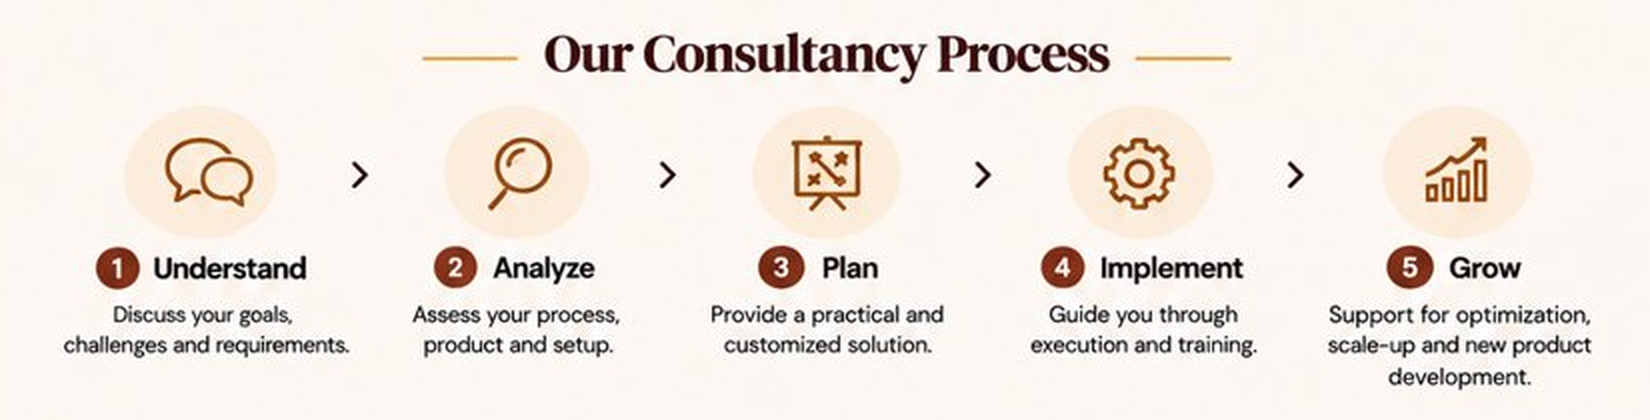 Our Consultancy Process
1 Understand
Discuss your goals,
challenges and requirements.
2 Analyze
Assess your process,
product and setup.
3 Plan
Provide a practical and
customized solution.
4 Implement
Guide you through
execution and training.
5 Grow
Support for optimization,
scale-up and new product
development.